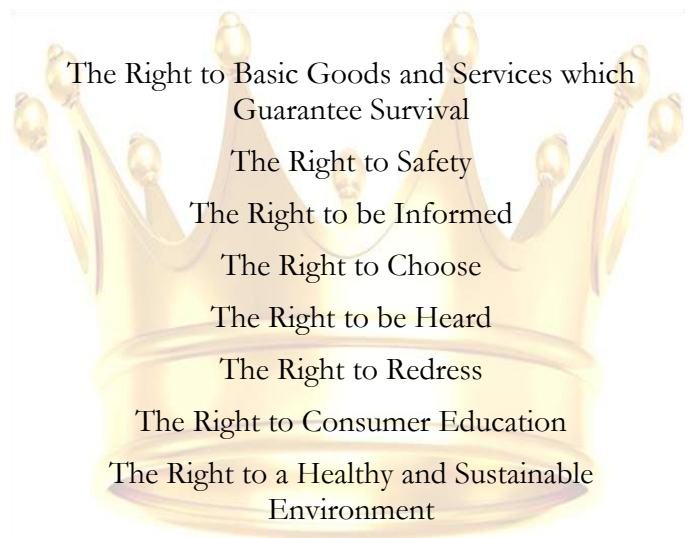 The Right to Basic Goods and Services which
Guarantee Survival
The Right to Safety
The Right to be Informed
The Right to Choose
The Right to be Heard
The Right to Redress
The Right to Consumer Education
The Right to a Healthy and Sustainable
Environment